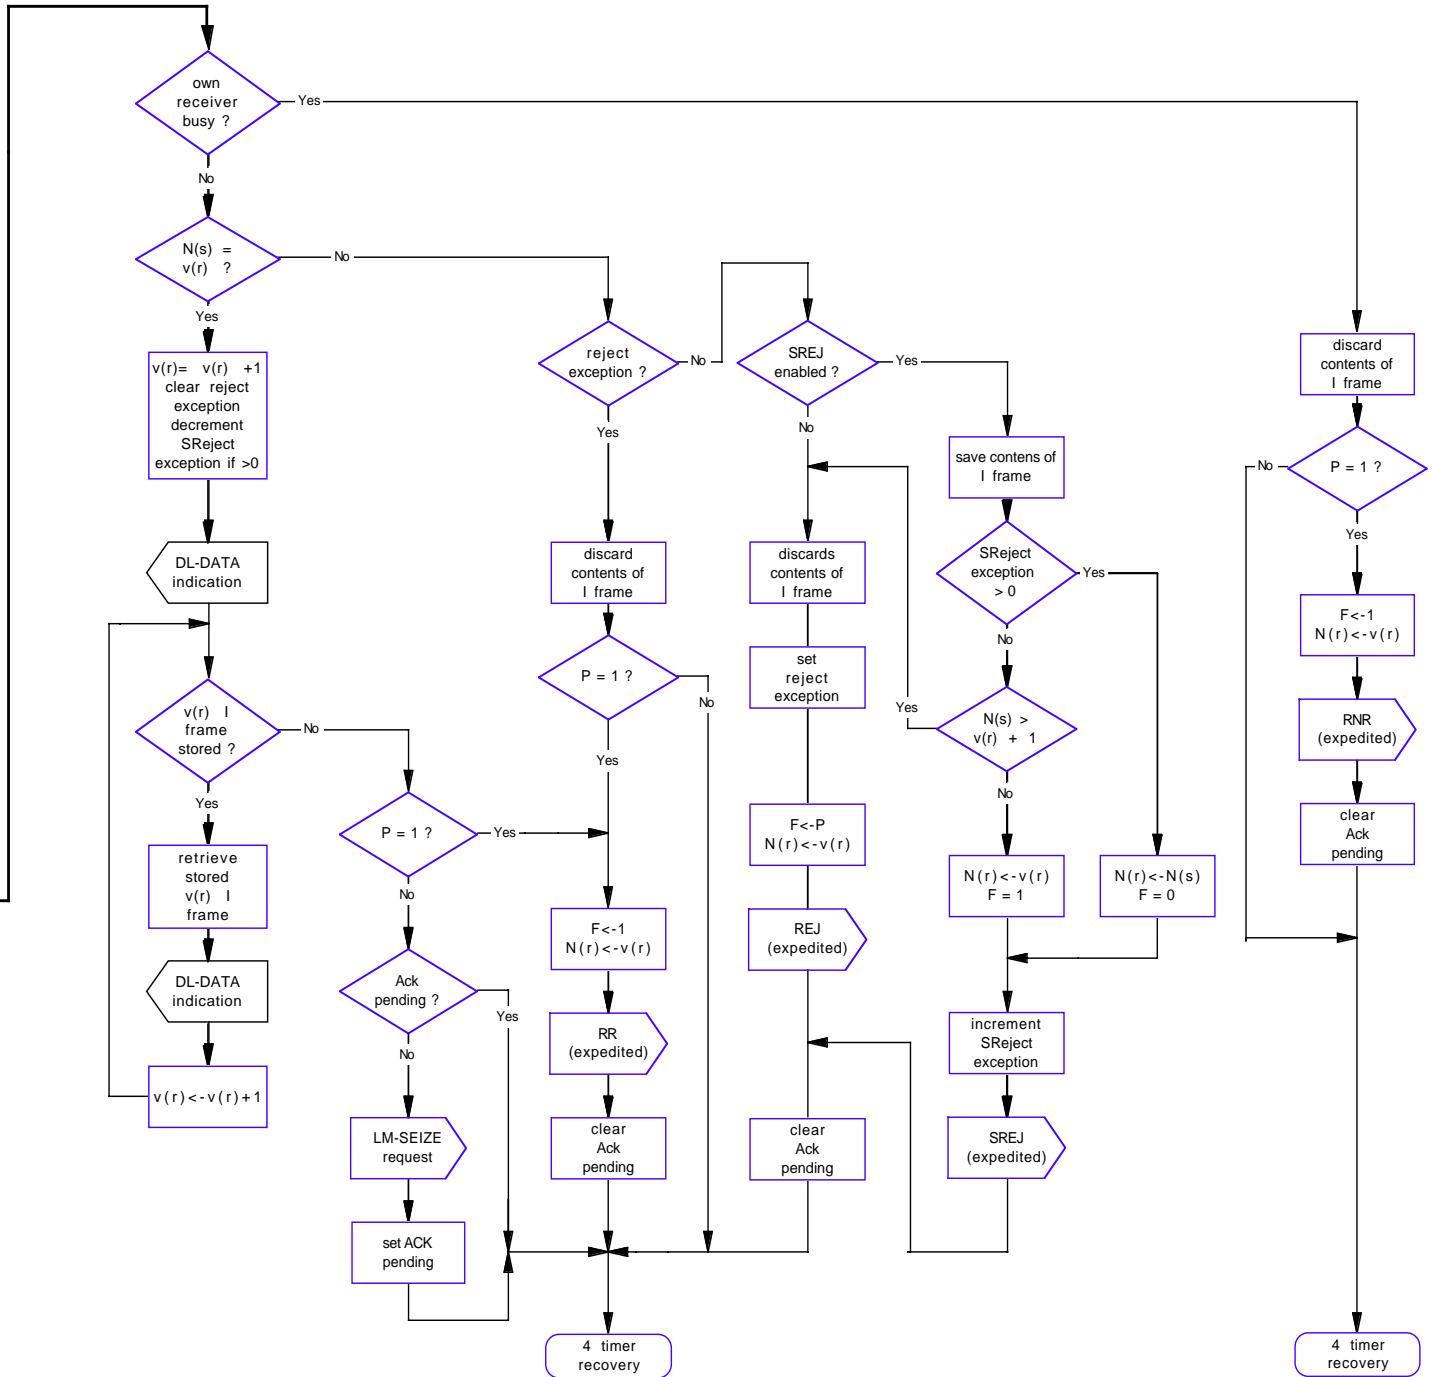 own
receiver
busy ?
Yes
No
N(s) =
v(r) ?
No
Yes
v(r)= v(r) +1
clear reject
exception
decrement
SReject
exception if >0
DL-DATA
indication
v(r) I
frame
stored ?
No
Yes
retrieve
stored
v(r) I
frame
DL-DATA
indication
v(r)<-v(r)+1
P = 1 ?
Yes
No
Ack
pending ?
Yes
No
LM-SEIZE
request
set ACK
pending
reject
exception ?
No
Yes
discard
contents of
I frame
P = 1 ?
No
Yes
F<-1
N(r)<-v(r)
RR
(expedited)
clear
Ack
pending
4 timer
recovery
SREJ
enabled ?
Yes
No
discards
contents of
I frame
set
reject
exception
F<-P
N(r)<-v(r)
REJ
(expedited)
clear
Ack
pending
save contens of
I frame
SReject
exception
> 0
Yes
No
N(s) >
v(r) + 1
Yes
No
N(r)<-v(r)
F = 1
N(r)<-N(s)
F = 0
increment
SReject
exception
SREJ
(expedited)
discard
contents of
I frame
P = 1 ?
No
Yes
F<-1
N(r)<-v(r)
RNR
(expedited)
clear
Ack
pending
4 timer
recovery